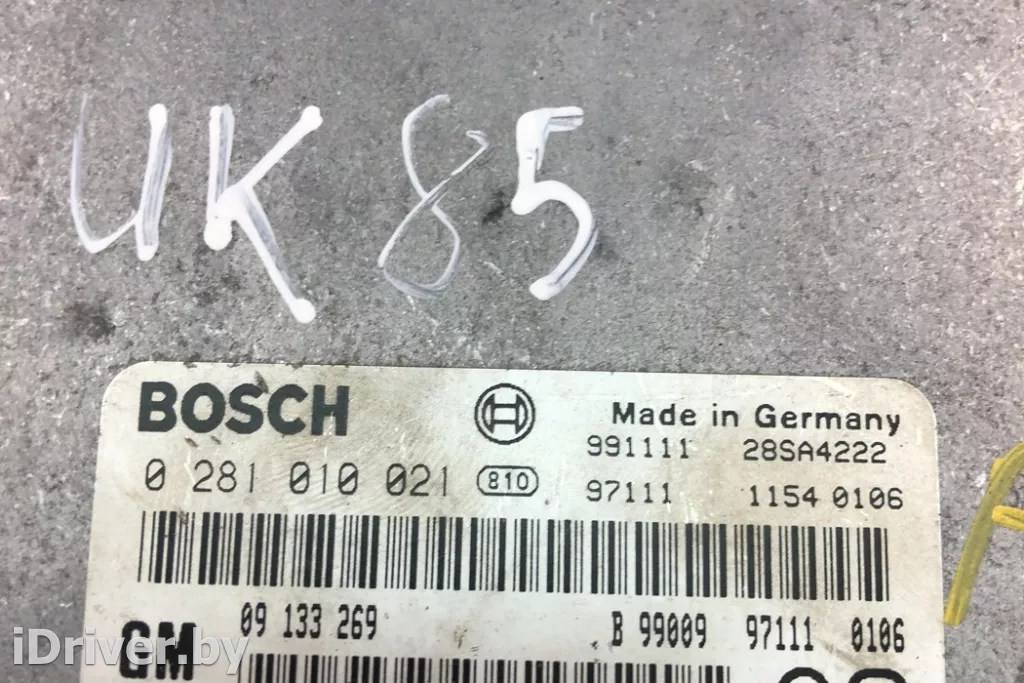 UK 85
BOSCH Made in Germany
991111 28SA4222
0 281 010 021 810 97111 1154 0106
09 133 269 B 99009 97111 0106
GM
iDriver.by